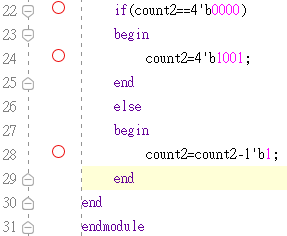 22 if(count2==4'b0000)
23 begin
24 count2=4'b1001;
25 end
26 else
27 begin
28 count2=count2-1'b1;
29 end
30 end
31 endmodule